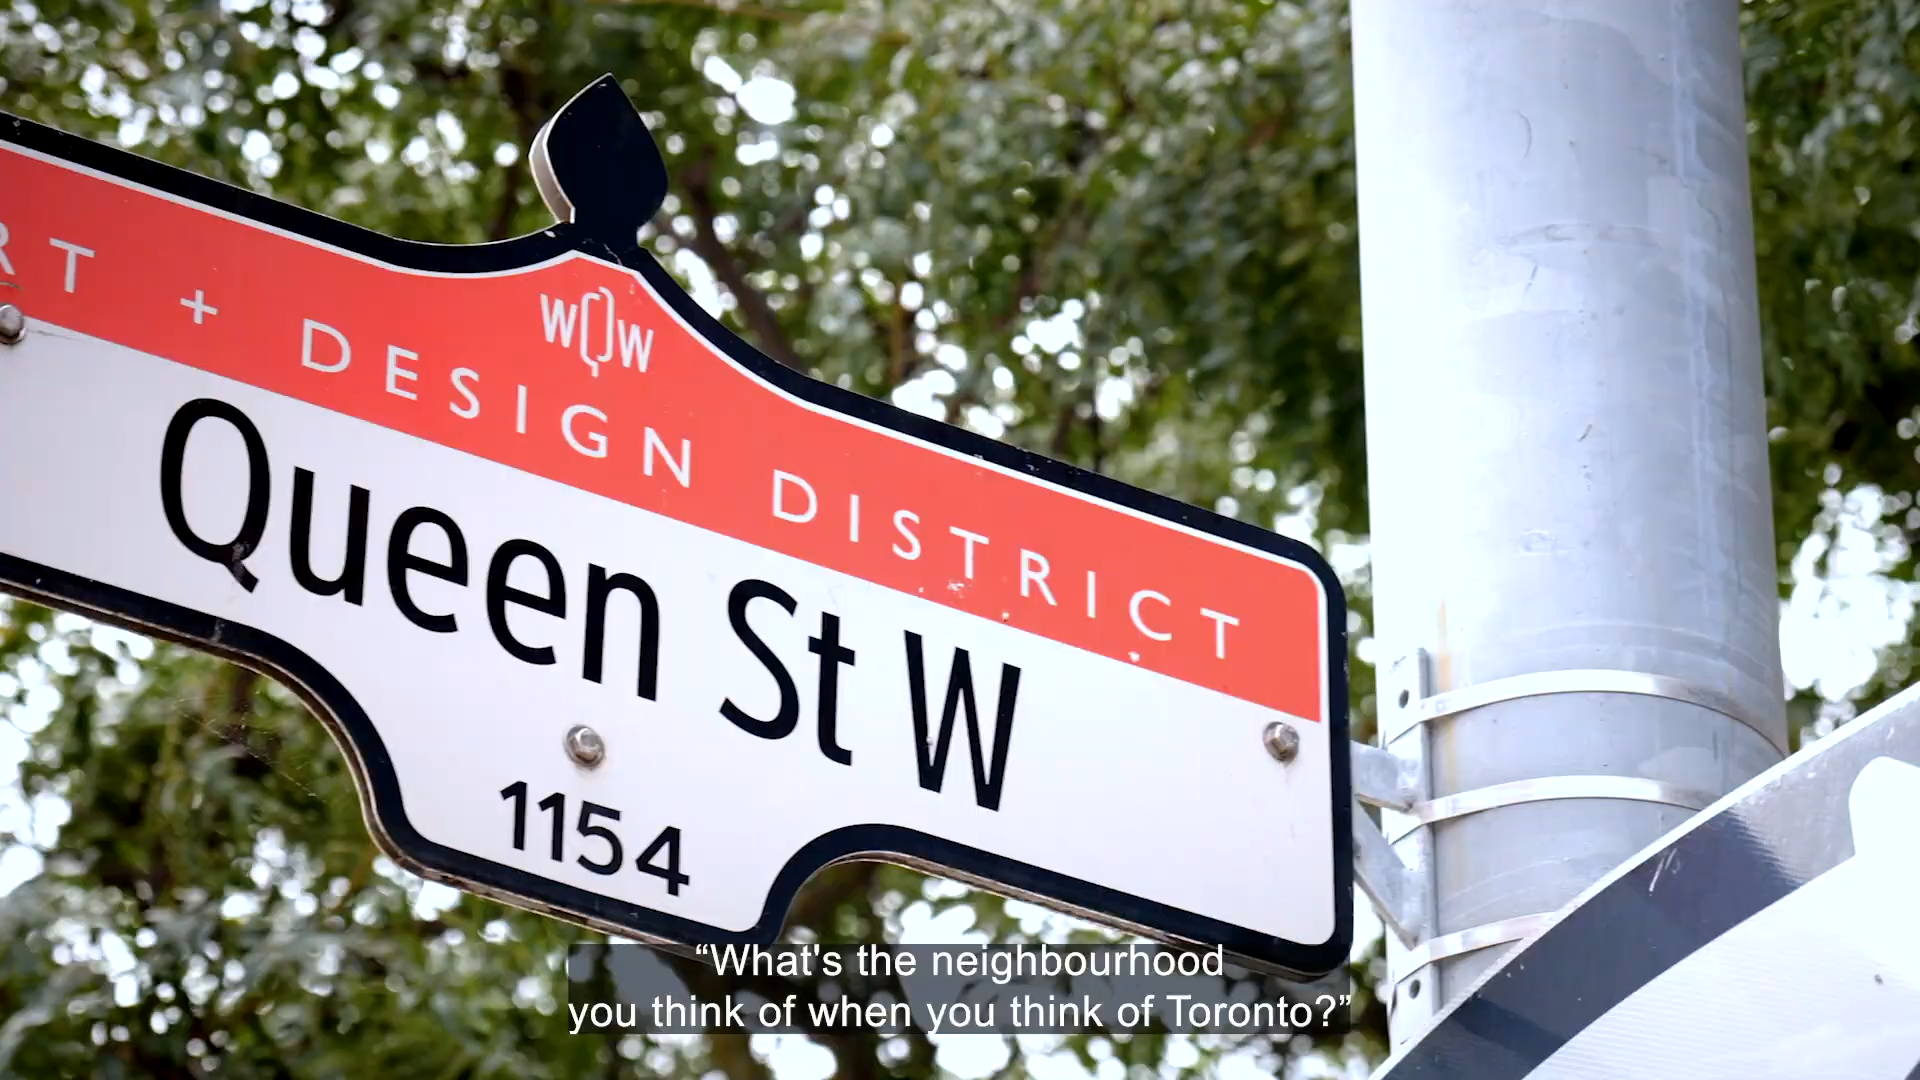 WQW
RT + DESIGN DISTRICT
Queen St W
1154
“What's the neighbourhood
you think of when you think of Toronto?”